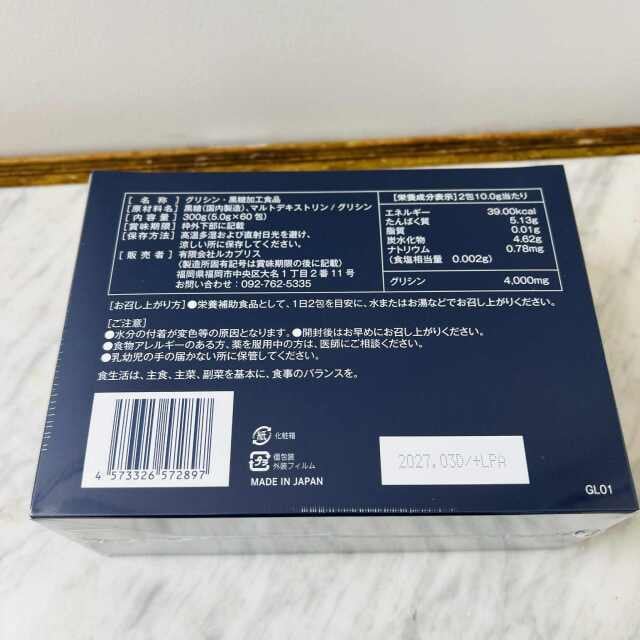 [名 称] グリシン・黒糖加工食品
[原材料名] 黒糖(国内製造)、マルトデキストリン/グリシン
[内 容 量] 300g(5.0g×60包)
[賞味期限] 枠外下部に記載
[保存方法] 高温多湿および直射日光を避け、
涼しい所に保存してください。
[販 売 者] 有限会社ルカプリス
(製造所固有記号は賞味期限の後に記載)
福岡県福岡市中央区大名1丁目2番11号
お問い合わせ:092-762-5335
[栄養成分表示]2包10.0g当たり
エネルギー 39.00kcal
たんぱく質 5.13g
脂質 0.01g
炭水化物 4.62g
ナトリウム 0.78mg
(食塩相当量 0.002g)
グリシン 4,000mg
[お召し上がり方]●栄養補助食品として、1日2包を目安に、水またはお湯などでお召し上がりください。
[ご注意]
●水分の付着が変色等の原因となります。●開封後はお早めにお召し上がりください。
●食物アレルギーのある方、薬を服用中の方は、医師にご相談ください。
●乳幼児の手の届かない所に保管してください。
食生活は、主食、主菜、副菜を基本に、食事のバランスを。
4 573326 572897
紙 化粧箱
プラ 個包装
外装フィルム
MADE IN JAPAN
2027.03D/+LPA
GL01